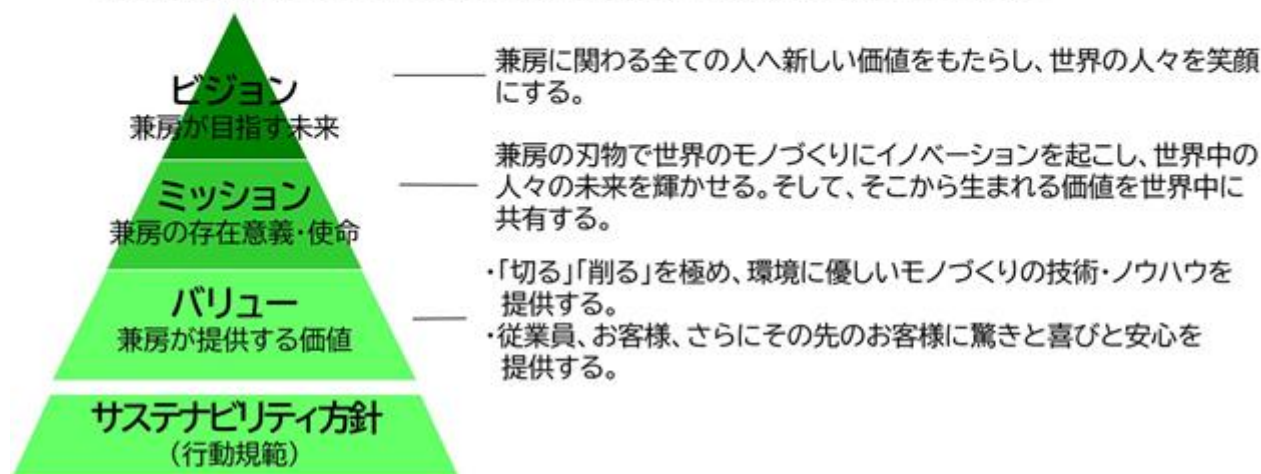 ビジョン
兼房が目指す未来
兼房に関わる全ての人へ新しい価値をもたらし、世界の人々を笑顔
にする。
ミッション
兼房の存在意義・使命
兼房の刃物で世界のモノづくりにイノベーションを起こし、世界中の
人々の未来を輝かせる。そして、そこから生まれる価値を世界中に
共有する。
バリュー
兼房が提供する価値
・「切る」「削る」を極め、環境に優しいモノづくりの技術・ノウハウを
提供する。
・従業員、お客様、さらにその先のお客様に驚きと喜びと安心を
提供する。
サステナビリティ方針
（行動規範）